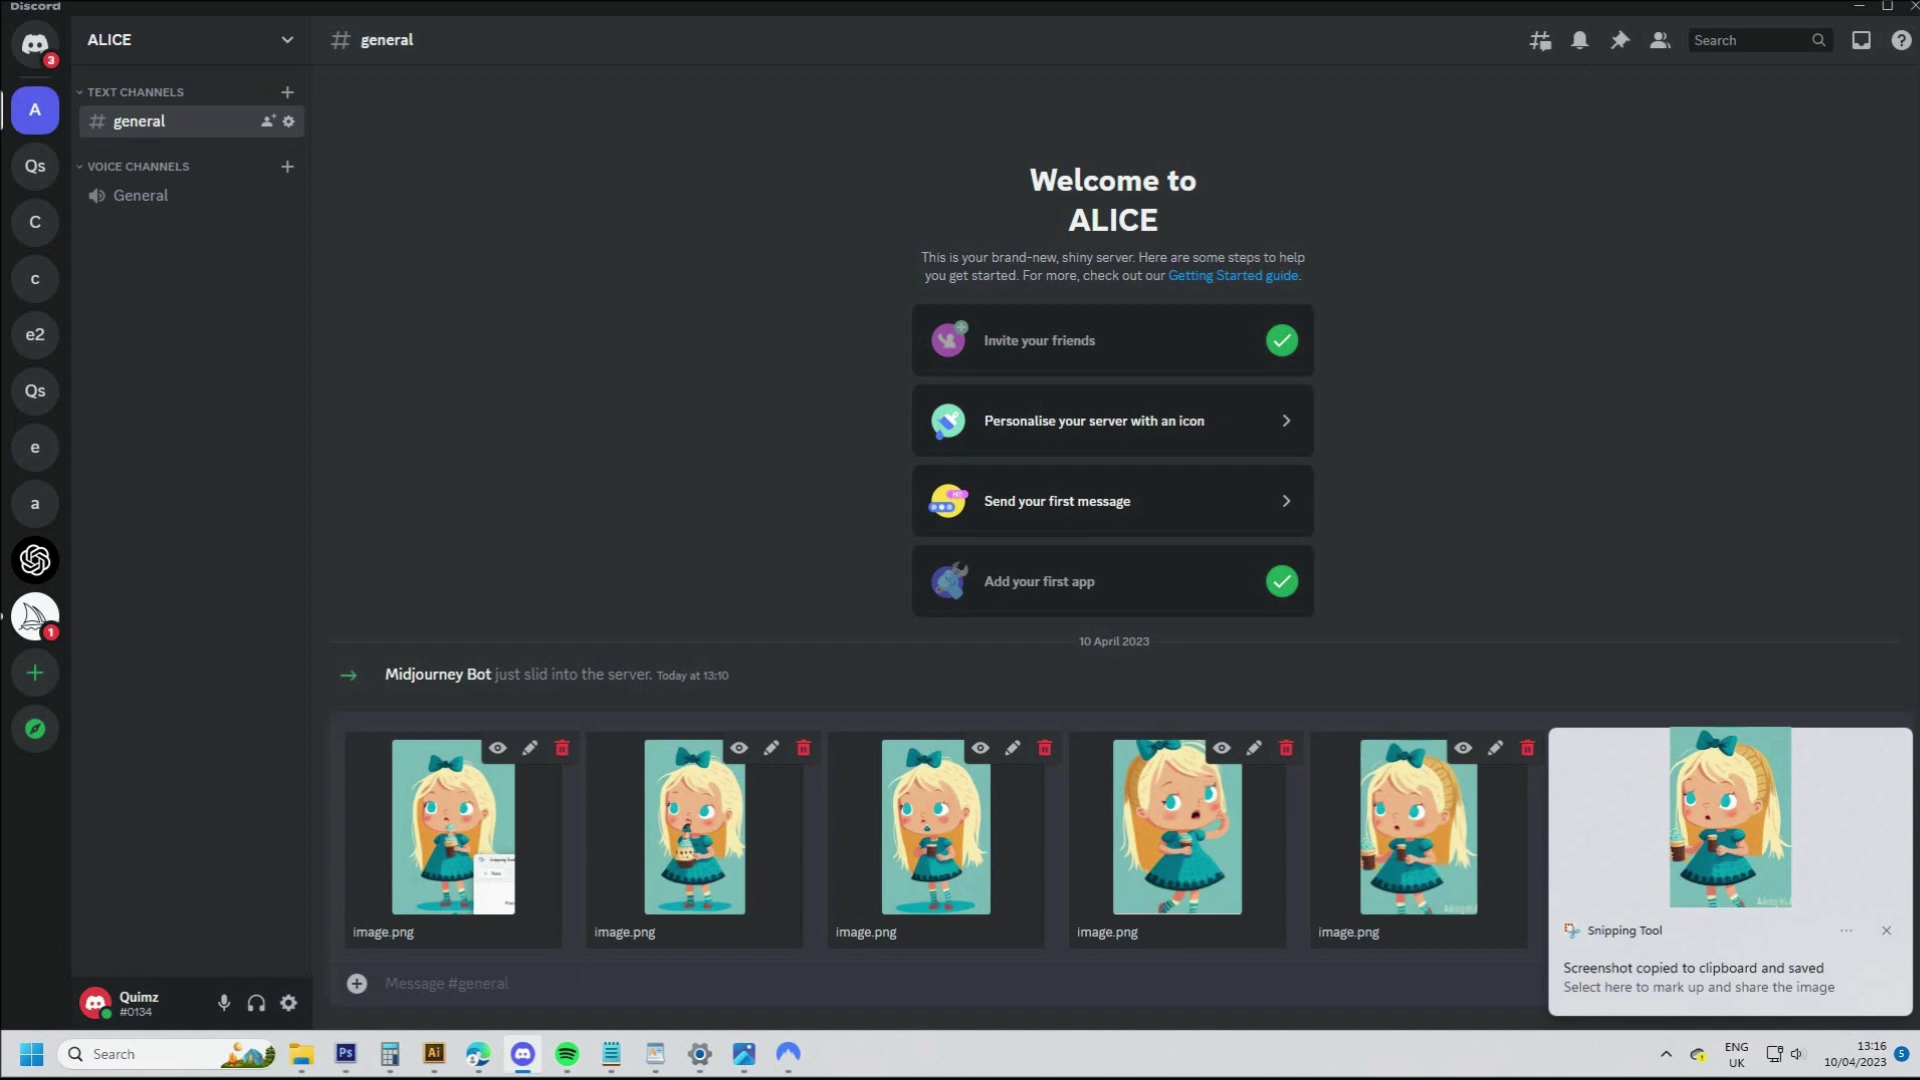 Discord
3
ALICE
general
Search
TEXT CHANNELS
A
general
VOICE CHANNELS
Qs
General
C
c
e2
Qs
e
a
1
Welcome to
ALICE
This is your brand-new, shiny server. Here are some steps to help
you get started. For more, check out our Getting Started guide.
Invite your friends
Personalise your server with an icon
Send your first message
Add your first app
10 April 2023
Midjourney Bot just slid into the server. Today at 13:10
image.png
image.png
image.png
image.png
image.png
Snipping Tool
Screenshot copied to clipboard and saved
Select here to mark up and share the image
Message #general
Quimz
#0134
Search
Ps
Ai
ENG
UK
13:16
10/04/2023
5